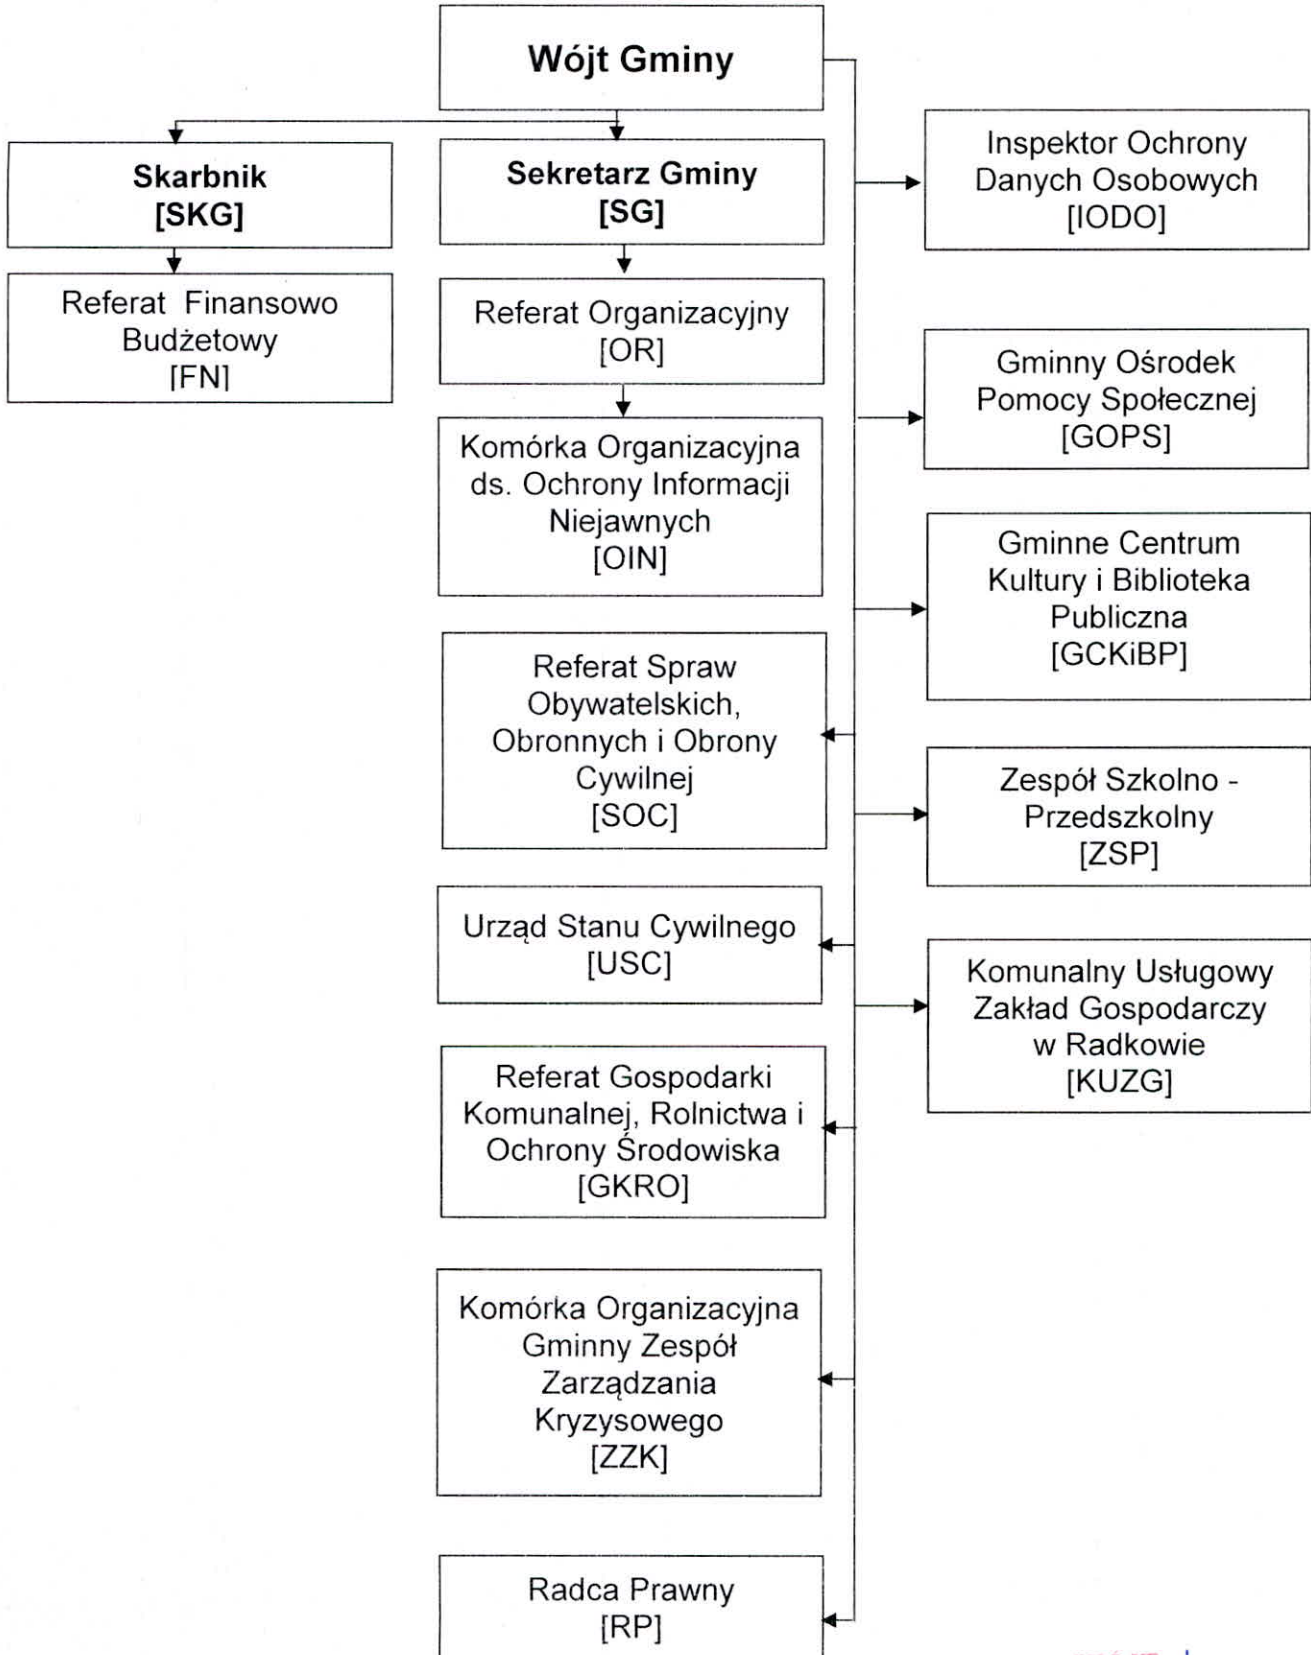 Wójt Gminy
Skarbnik
[SKG]
Sekretarz Gminy
[SG]
Inspektor Ochrony
Danych Osobowych
[IODO]
Referat Finansowo
Budżetowy
[FN]
Referat Organizacyjny
[OR]
Gminny Ośrodek
Pomocy Społecznej
[GOPS]
Komórka Organizacyjna
ds. Ochrony Informacji
Niejawnych
[OIN]
Gminne Centrum
Kultury i Biblioteka
Publiczna
[GCKiBP]
Referat Spraw
Obywatelskich,
Obronnych i Obrony
Cywilnej
[SOC]
Zespół Szkolno -
Przedszkolny
[ZSP]
Urząd Stanu Cywilnego
[USC]
Komunalny Usługowy
Zakład Gospodarczy
w Radkowie
[KUZG]
Referat Gospodarki
Komunalnej, Rolnictwa i
Ochrony Środowiska
[GKRO]
Komórka Organizacyjna
Gminny Zespół
Zarządzania
Kryzysowego
[ZZK]
Radca Prawny
[RP]